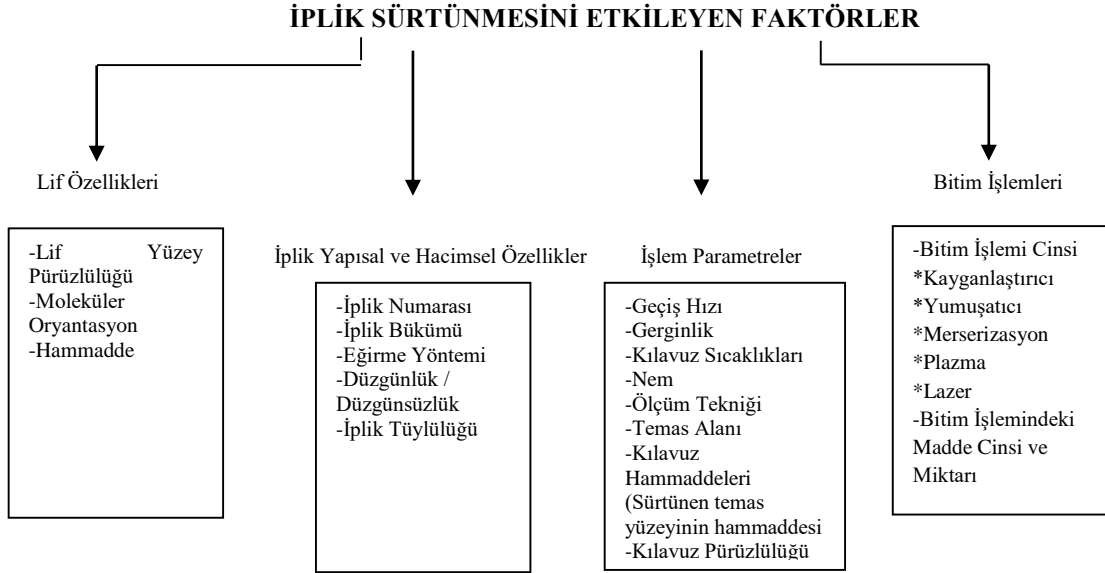 İPLİK SÜRTÜNMESİNİ ETKİLEYEN FAKTÖRLER
Lif Özellikleri
-Lif Yüzey
Pürüzlülüğü
-Moleküler
Oryantasyon
-Hammadde
İplik Yapısal ve Hacimsel Özellikler
-İplik Numarası
-İplik Bükümü
-Eğirme Yöntemi
-Düzgünlük /
Düzgünsüzlük
-İplik Tüylülüğü
İşlem Parametreler
-Geçiş Hızı
-Gerginlik
-Kılavuz Sıcaklıkları
-Nem
-Ölçüm Tekniği
-Temas Alanı
-Kılavuz
Hammaddeleri
(Sürtünen temas
yüzeyinin hammaddesi
-Kılavuz Pürüzlülüğü
Bitim İşlemleri
-Bitim İşlemi Cinsi
*Kayganlaştırıcı
*Yumuşatıcı
*Merserizasyon
*Plazma
*Lazer
-Bitim İşlemindeki
Madde Cinsi ve
Miktarı